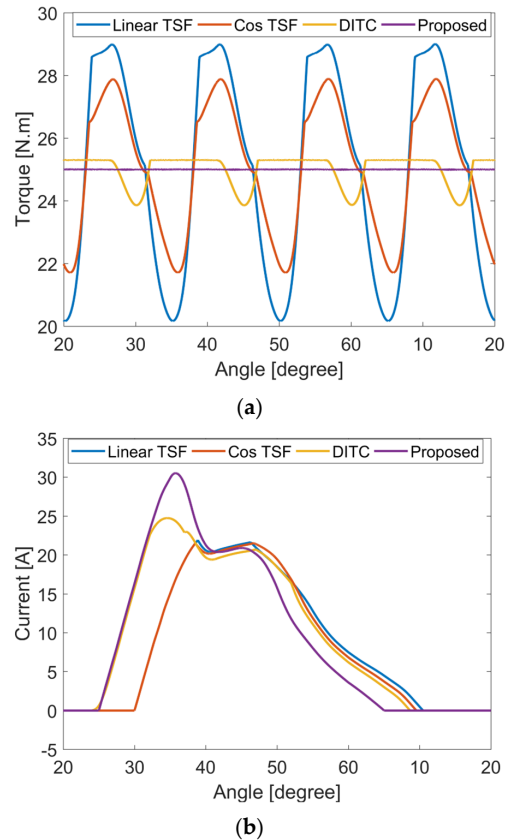 Linear TSF Cos TSF DITC Proposed
30
28
26
24
22
20
Torque [N.m]
20 30 40 50 60 10 20
Angle [degree]
(a)
Linear TSF Cos TSF DITC Proposed
35
30
25
20
15
10
5
0
-5
Current [A]
20 30 40 50 60 10 20
Angle [degree]
(b)